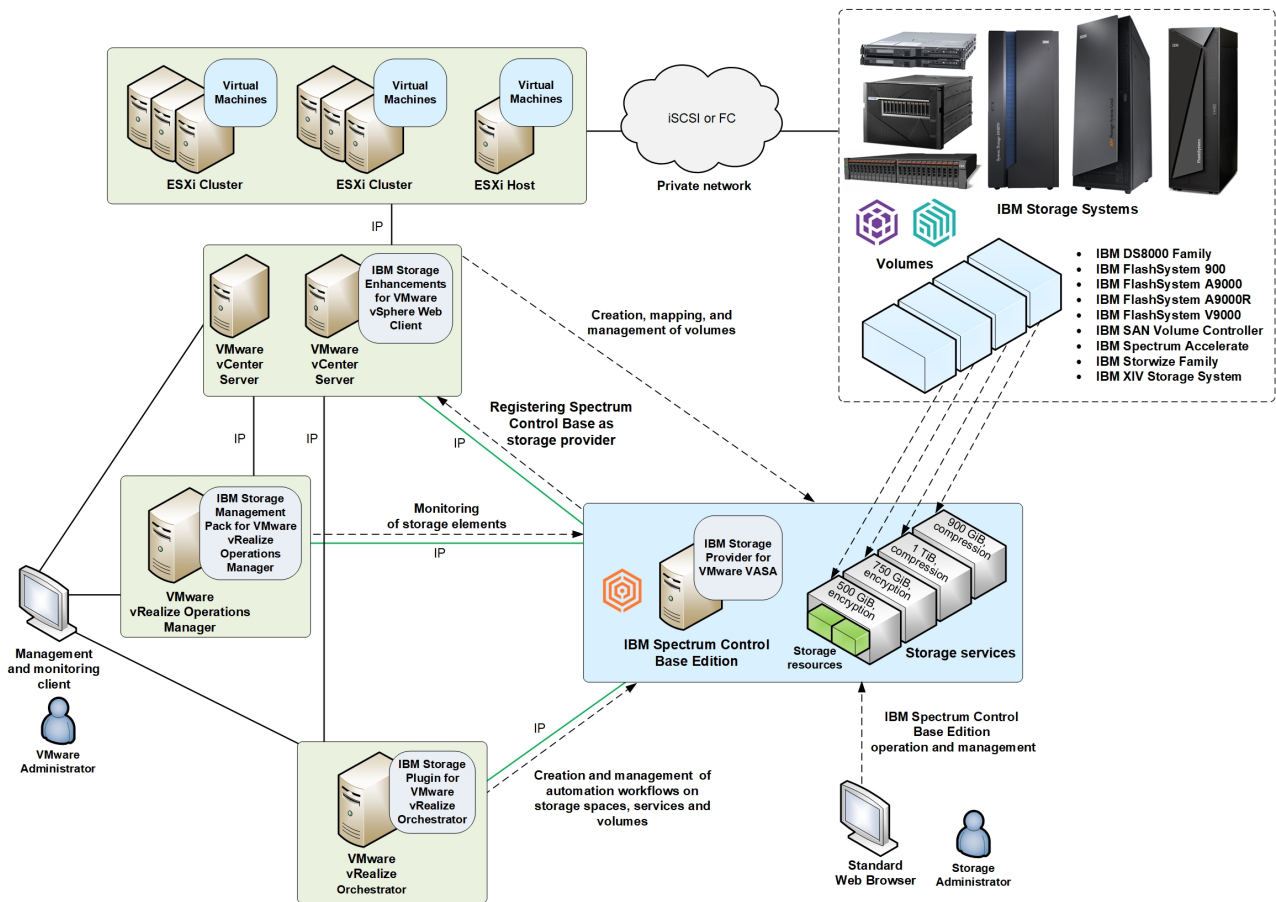 Virtual
Machines
Virtual
Machines
Virtual
Machines
ESXi Cluster
ESXi Cluster
ESXi Host
iSCSI or FC
Private network
IBM Storage Systems
Volumes
• IBM DS8000 Family
• IBM FlashSystem 900
• IBM FlashSystem A9000
• IBM FlashSystem A9000R
• IBM FlashSystem V9000
• IBM SAN Volume Controller
• IBM Spectrum Accelerate
• IBM Storwize Family
• IBM XIV Storage System
IP
IBM Storage
Enhancements
for VMware
vSphere Web
Client
VMware
vCenter
Server
VMware
vCenter
Server
Creation, mapping, and
management of volumes
Registering Spectrum
Control Base as
storage provider
IP
IP
IP
IBM Storage
Management
Pack for VMware
vRealize
Operations
Manager
VMware
vRealize Operations
Manager
Monitoring
of storage elements
IP
IBM Storage
Provider for
VMware VASA
IBM Spectrum Control
Base Edition
900 GiB,
compression
1 TiB,
compression
750 GiB,
encryption
500 GiB,
encryption
Storage
resources
Storage services
Management
and monitoring
client
VMware
Administrator
IP
IBM Storage
Plugin for
VMware
vRealize
Orchestrator
VMware
vRealize
Orchestrator
Creation and management of
automation workflows on
storage spaces, services and
volumes
IBM Spectrum Control
Base Edition
operation and management
Standard
Web Browser
Storage
Administrator